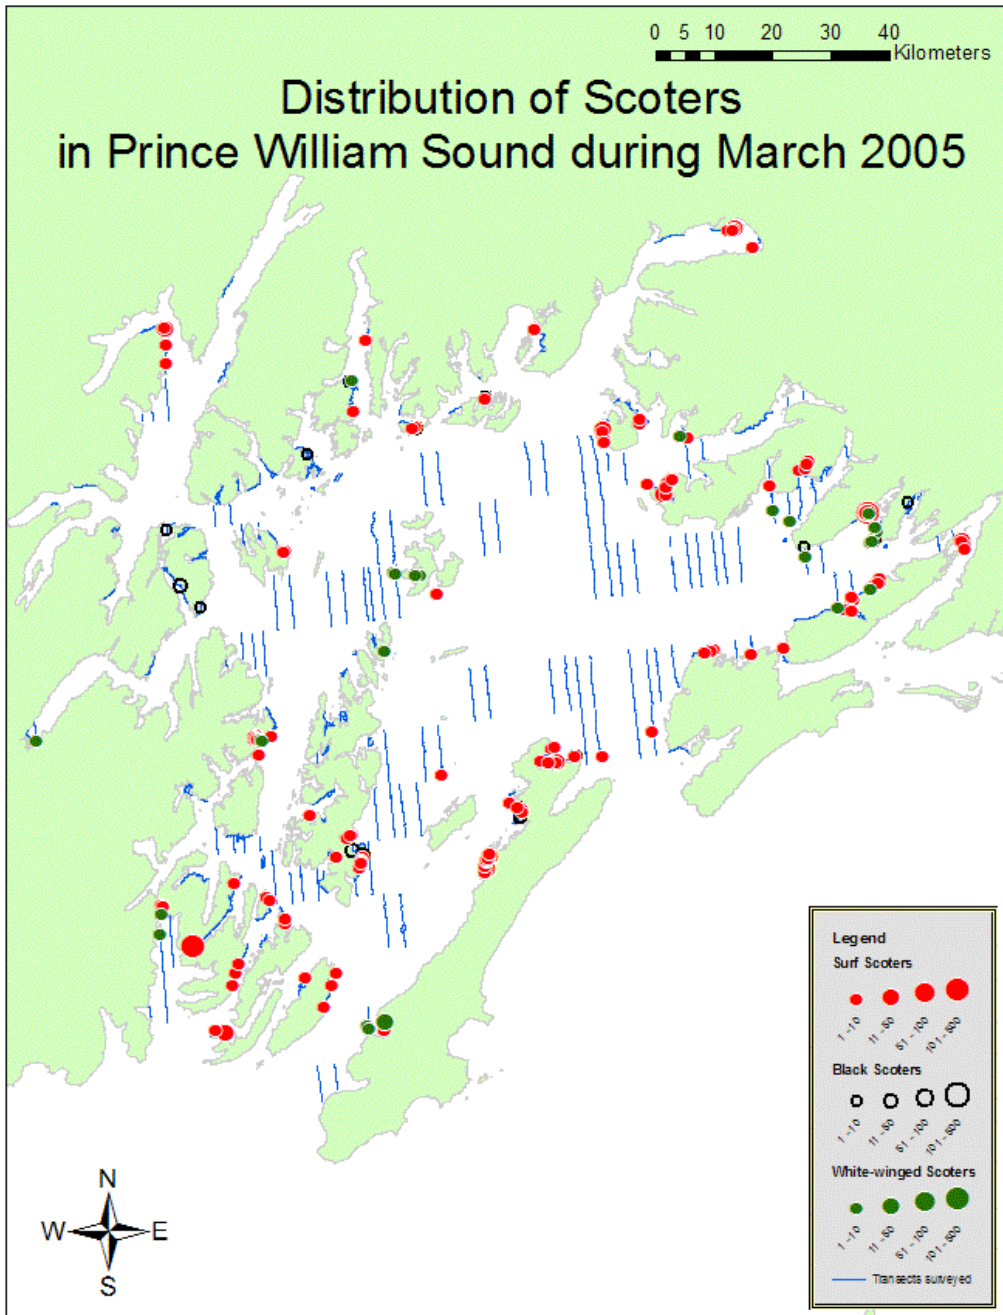 0 5 10 20 30 40
Kilometers
Distribution of Scoters
in Prince William Sound during March 2005
N
W E
S
Legend
Surf Scoters
1 - 10 11 - 50 51 - 100 101 - 500
Black Scoters
1 - 10 11 - 50 51 - 100 101 - 500
White-winged Scoters
1 - 10 11 - 50 51 - 100 101 - 500
Transects surveyed